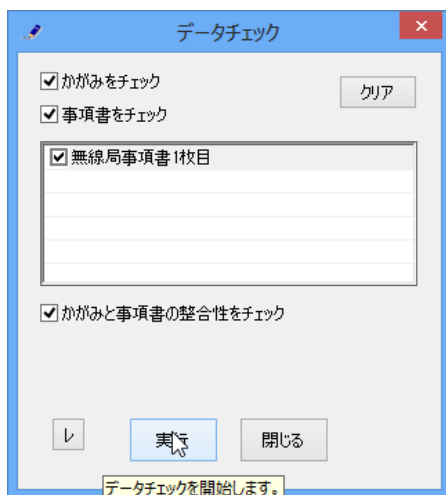 データチェック
かがみをチェック
クリア
事項書をチェック
無線局事項書1枚目
かがみと事項書の整合性をチェック
レ
実行
閉じる
データチェックを開始します。